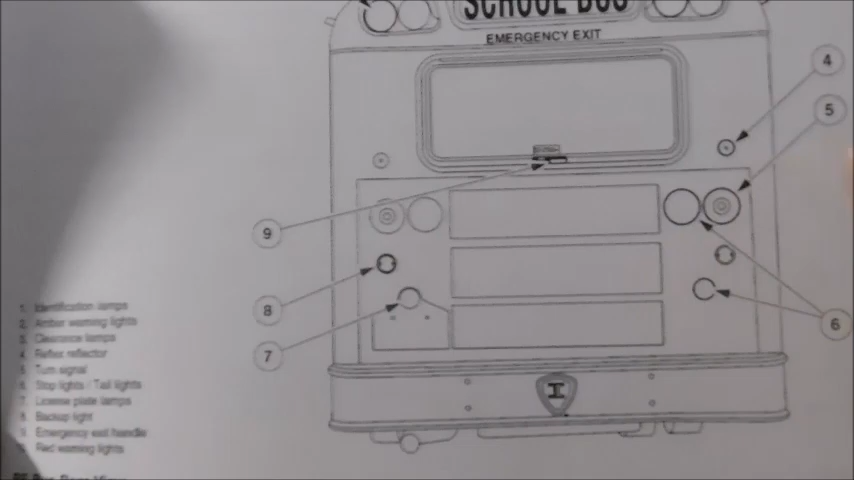 SCHOOL BUS
EMERGENCY EXIT
4
5
9
8
7
6
1. Identification lamps
2. Amber warning lights
3. Clearance lamps
4. Reflex reflector
5. Turn signal
6. Stop lights / Tail lights
7. License plate lamps
8. Backup light
9. Emergency exit handle
10. Red warning lights